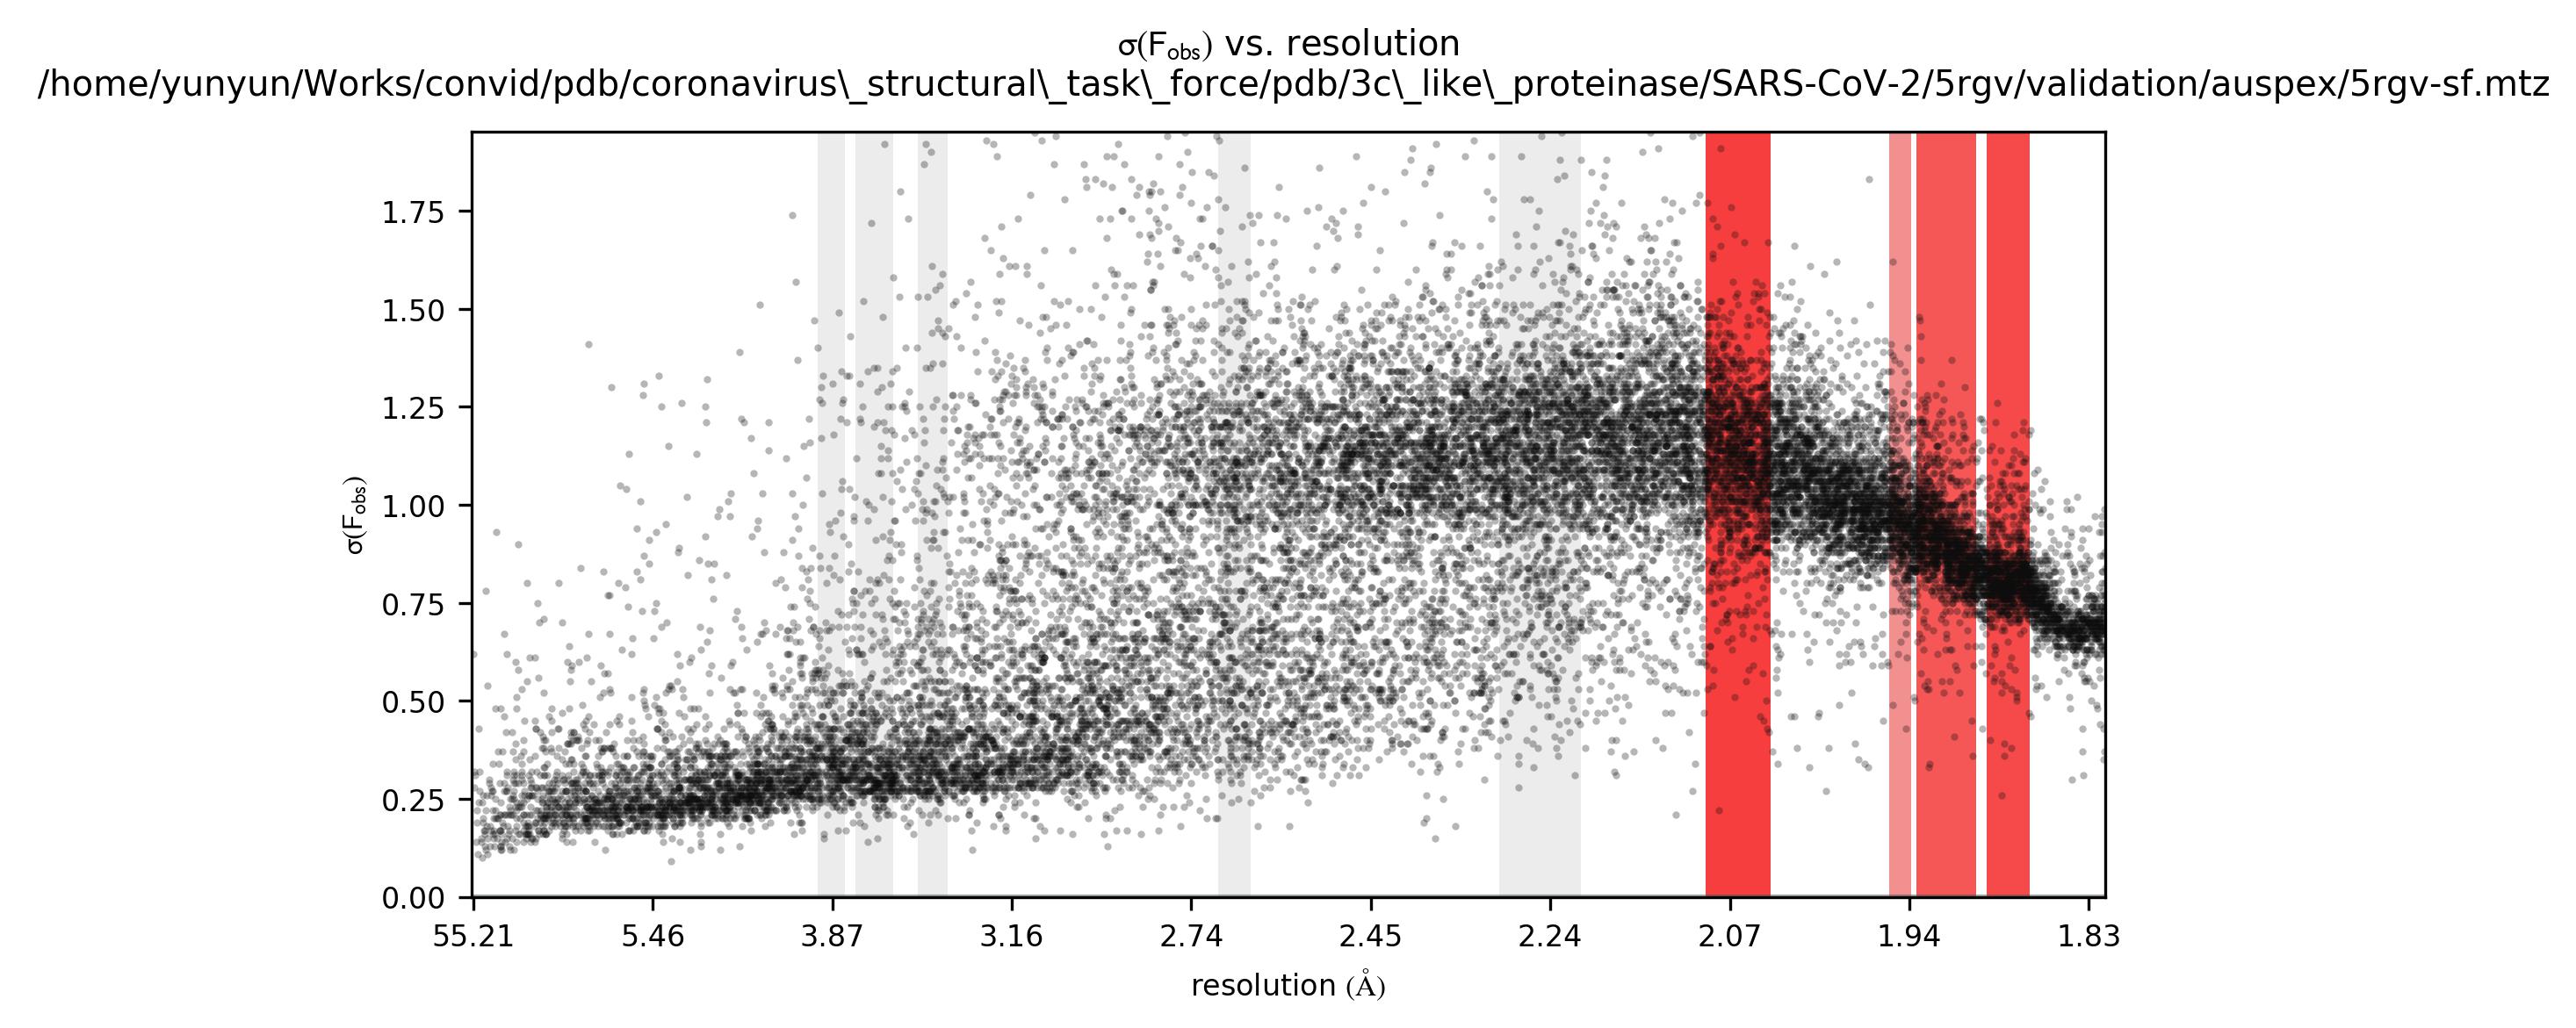 σ(Fobs) vs. resolution
/home/yunyun/Works/convid/pdb/coronavirus\_structural\_task\_force/pdb/3c\_like\_proteinase/SARS-CoV-2/5rgv/validation/auspex/5rgv-sf.mtz
1.75
1.50
1.25
1.00
0.75
0.50
0.25
0.00
σ(Fobs)
55.21 5.46 3.87 3.16 2.74 2.45 2.24 2.07 1.94 1.83
resolution (Å)